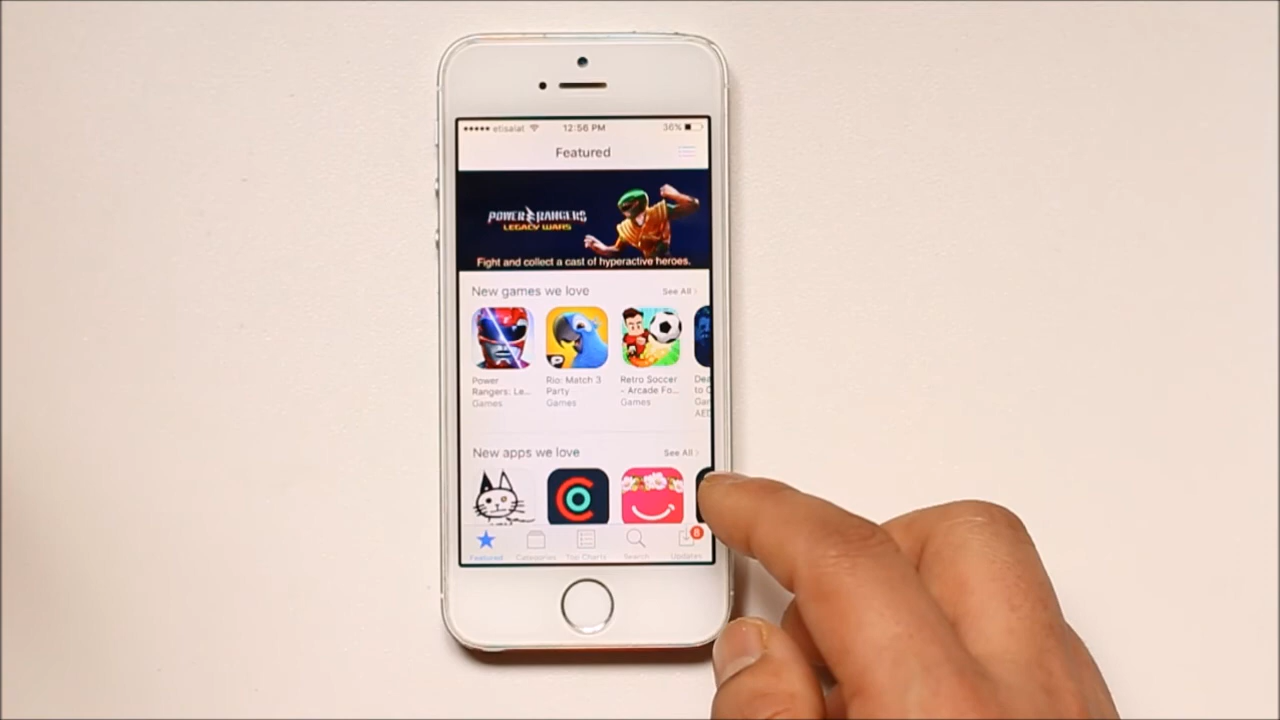 etisalat 12:56 PM 36%
Featured
POWER RANGERS
LEGACY WARS
Fight and collect a cast of hyperactive heroes.
New games we love See All >
Power Rangers: Le... Games
Rio: Match 3 Party Games
Retro Soccer - Arcade Fo... Games
New apps we love See All >
8
Featured Categories Top Charts Search Updates